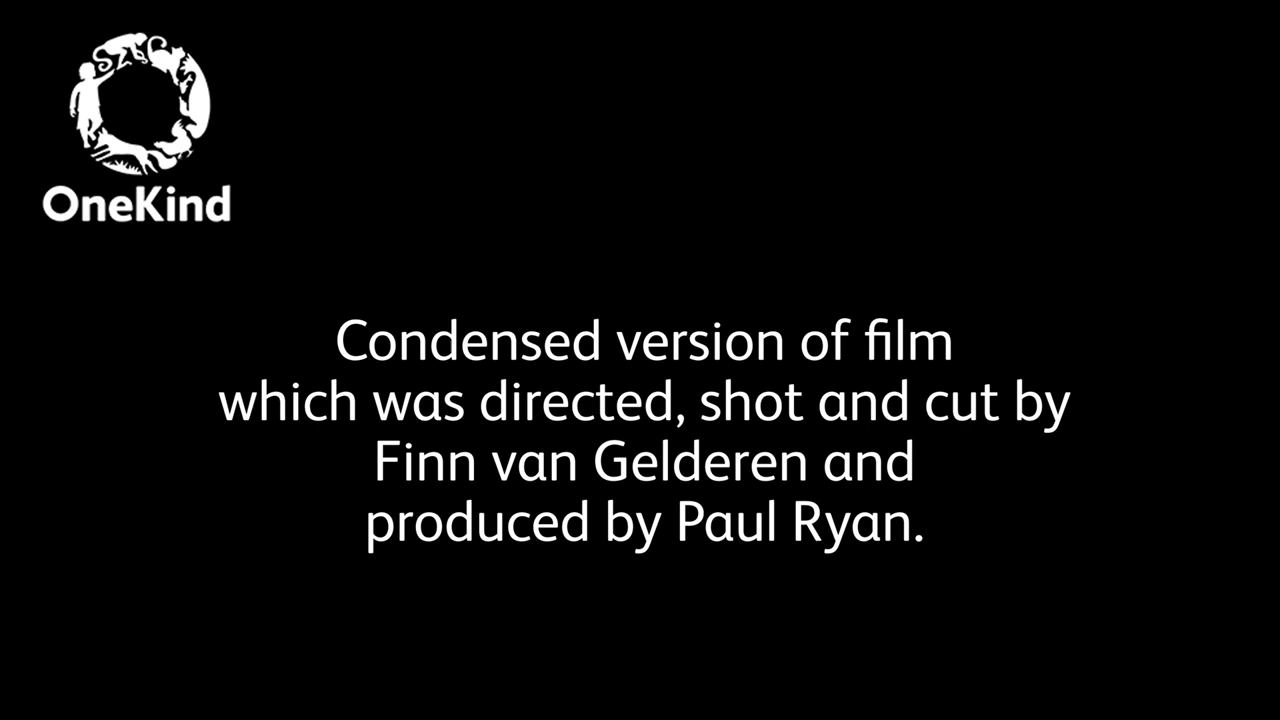 OneKind
Condensed version of film
which was directed, shot and cut by
Finn van Gelderen and
produced by Paul Ryan.